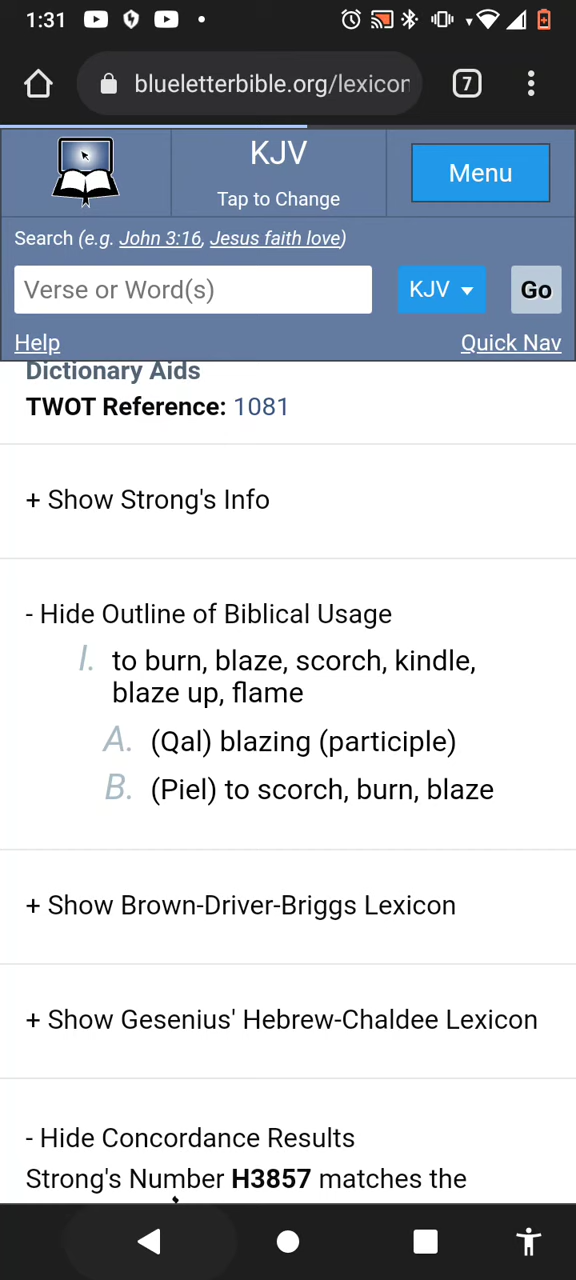 1:31
blueletterbible.org/lexicon
7
KJV
Tap to Change
Menu
Search (e.g. John 3:16, Jesus faith love)
Verse or Word(s)
KJV
Go
Help
Quick Nav
Dictionary Aids
TWOT Reference: 1081
+ Show Strong's Info
- Hide Outline of Biblical Usage
I. to burn, blaze, scorch, kindle,
blaze up, flame
A. (Qal) blazing (participle)
B. (Piel) to scorch, burn, blaze
+ Show Brown-Driver-Briggs Lexicon
+ Show Gesenius' Hebrew-Chaldee Lexicon
- Hide Concordance Results
Strong's Number H3857 matches the